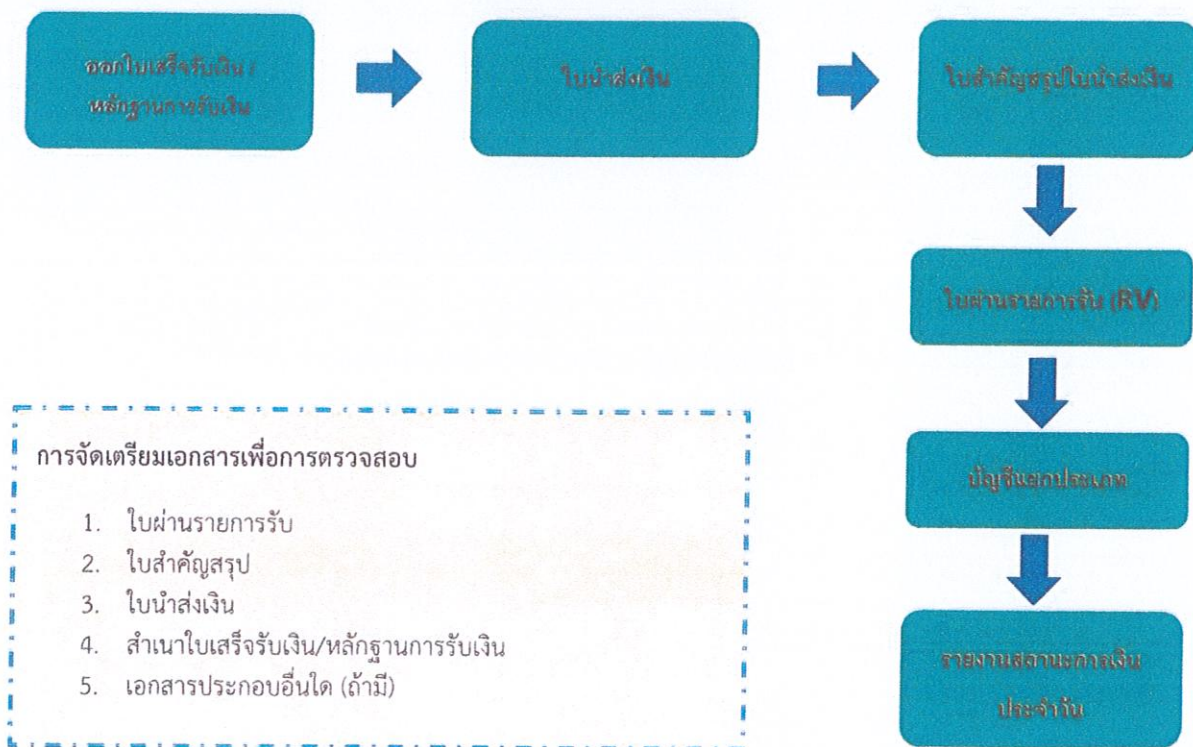 ออกใบเสร็จรับเงิน /
หลักฐานการรับเงิน
ใบนำส่งเงิน
ใบสำคัญสรุปใบนำส่งเงิน
ใบผ่านรายการรับ (RV)
บัญชีแยกประเภท
รายงานสถานะการเงิน
ประจำวัน
การจัดเตรียมเอกสารเพื่อการตรวจสอบ
1. ใบผ่านรายการรับ
2. ใบสำคัญสรุป
3. ใบนำส่งเงิน
4. สำเนาใบเสร็จรับเงิน/หลักฐานการรับเงิน
5. เอกสารประกอบอื่นใด (ถ้ามี)